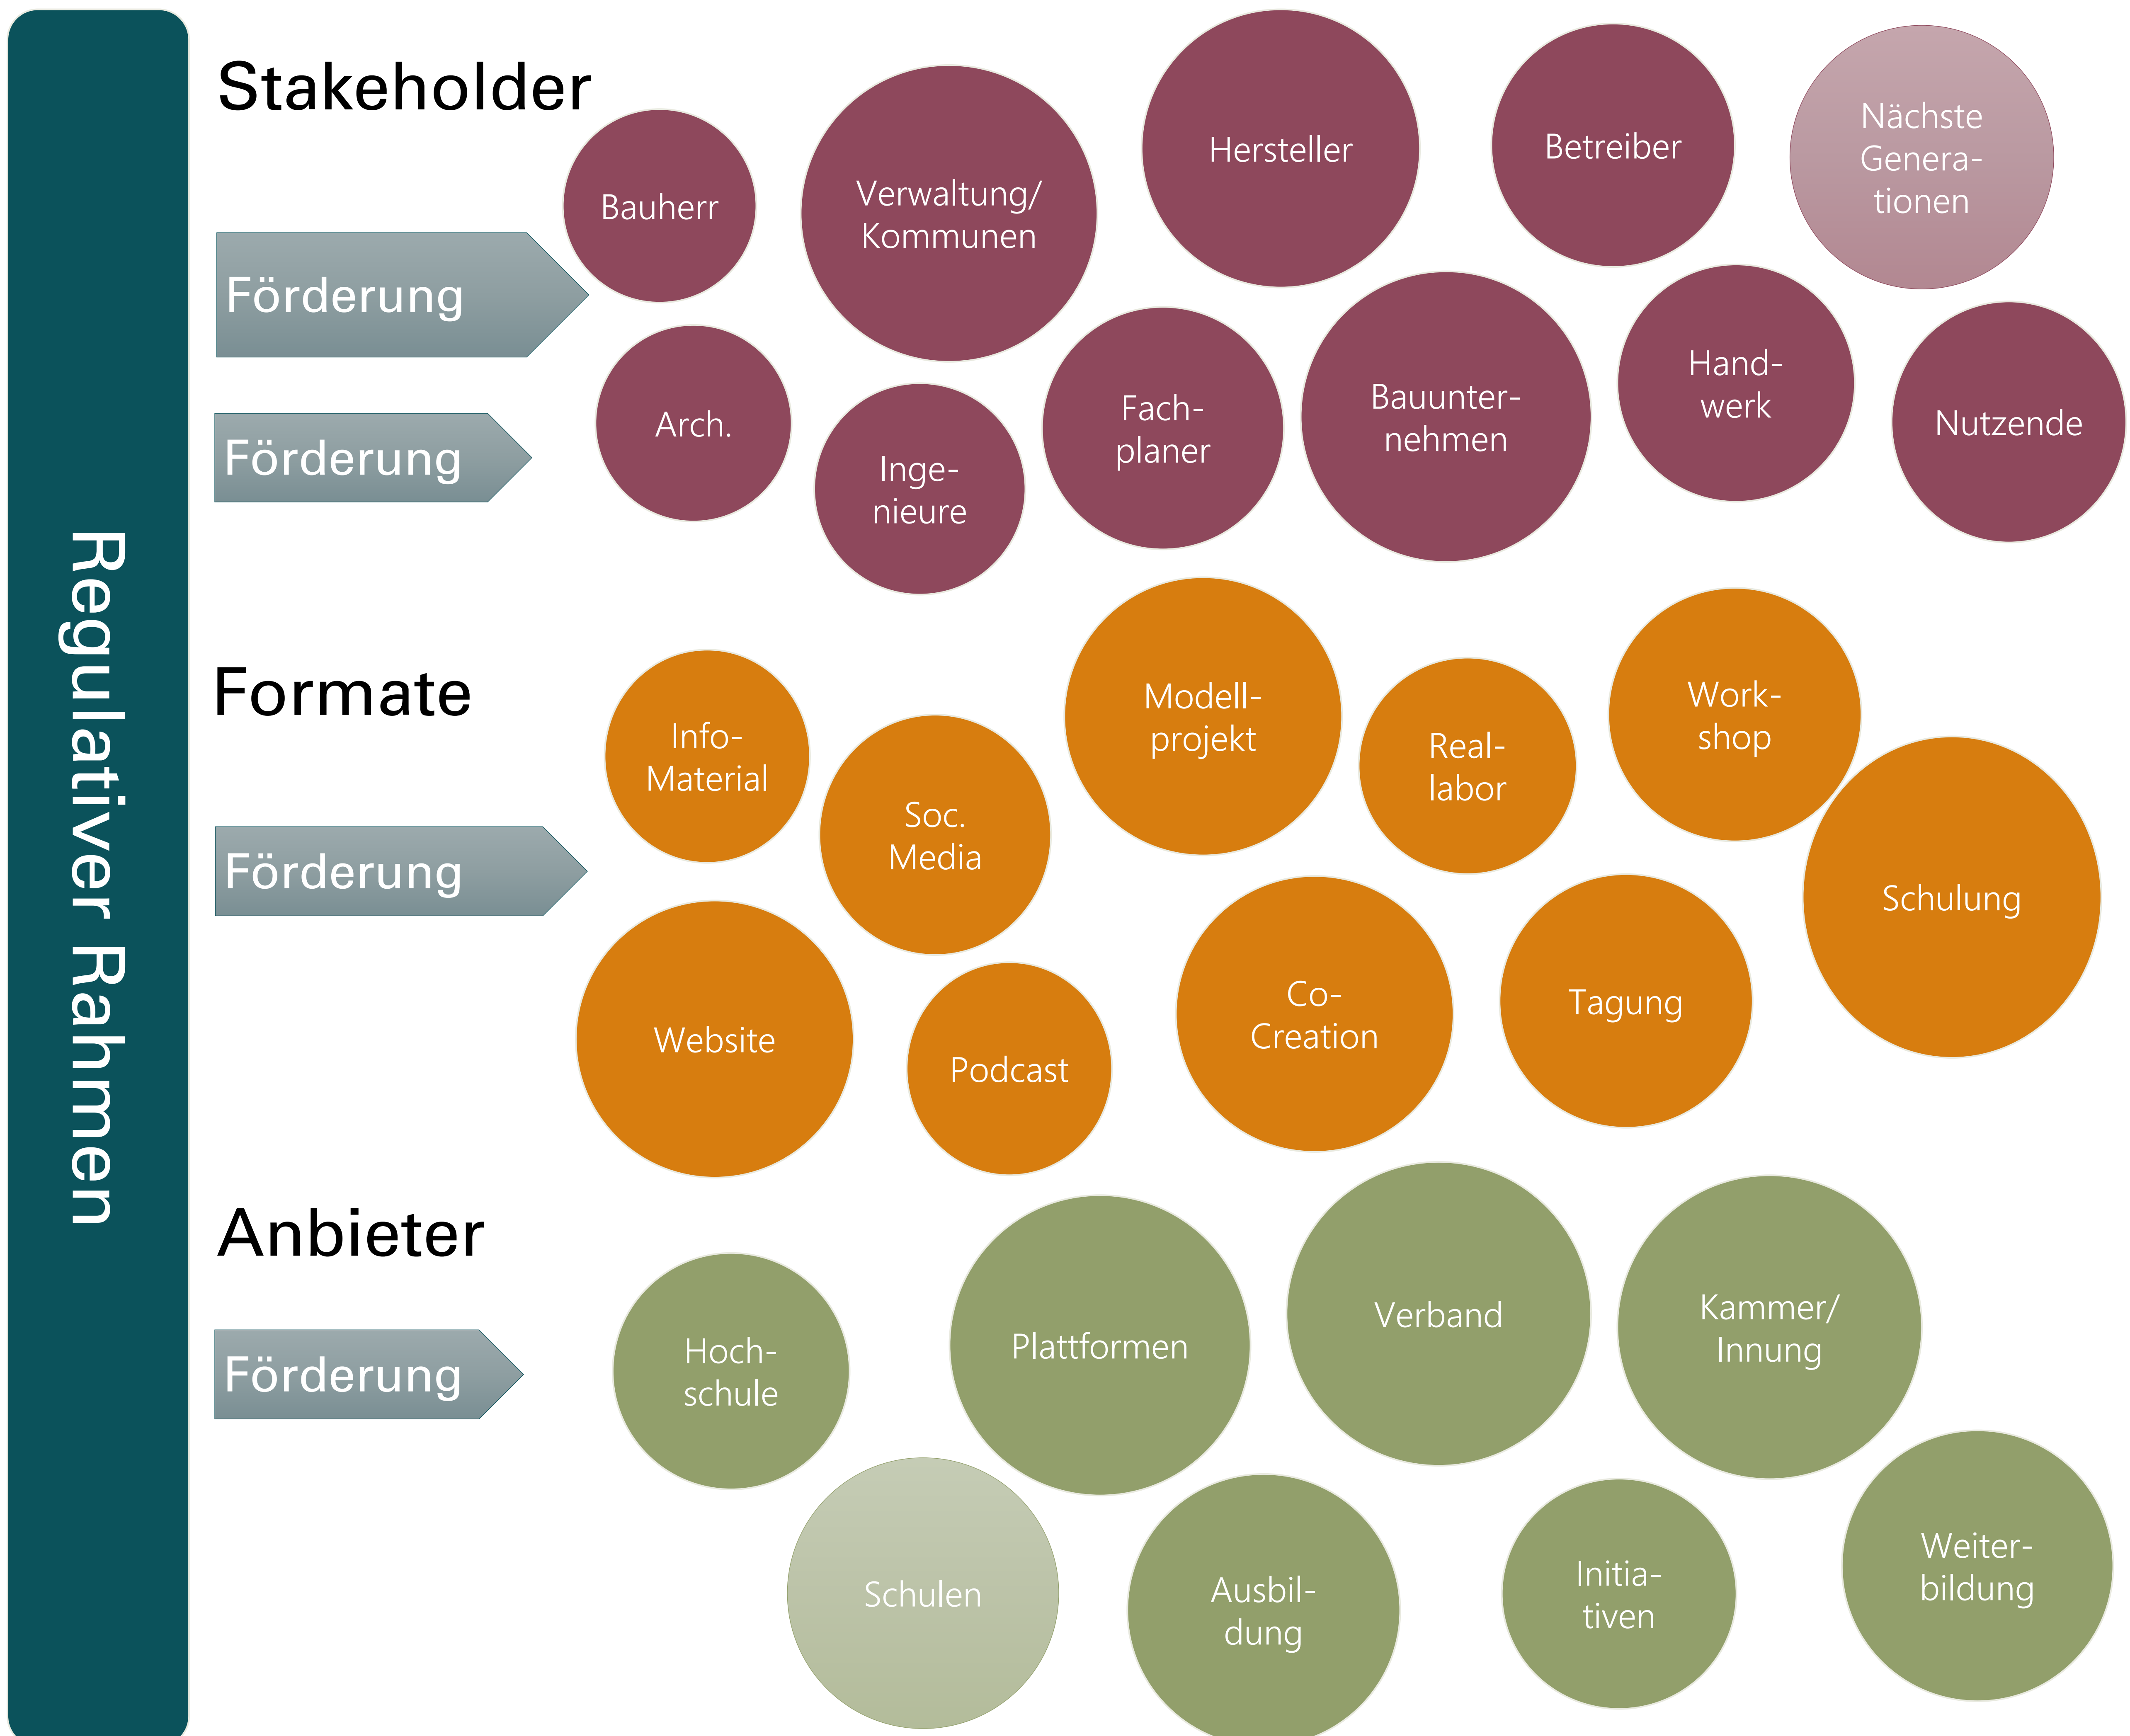 Regulativer Rahmen
Stakeholder
Bauherr
Verwaltung/
Kommunen
Hersteller
Betreiber
Nächste
Genera-
tionen
Förderung
Förderung
Arch.
Inge-
nieure
Fach-
planer
Bauunter-
nehmen
Hand-
werk
Nutzende
Formate
Förderung
Info-
Material
Soc.
Media
Modell-
projekt
Real-
labor
Work-
shop
Schulung
Website
Podcast
Co-
Creation
Tagung
Anbieter
Förderung
Hoch-
schule
Plattformen
Verband
Kammer/
Innung
Schulen
Ausbil-
dung
Initia-
tiven
Weiter-
bildung